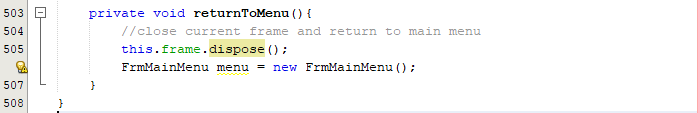 503 private void returnToMenu(){
504 //close current frame and return to main menu
505 this.frame.dispose();
FrmMainMenu menu = new FrmMainMenu();
507 }
508 }